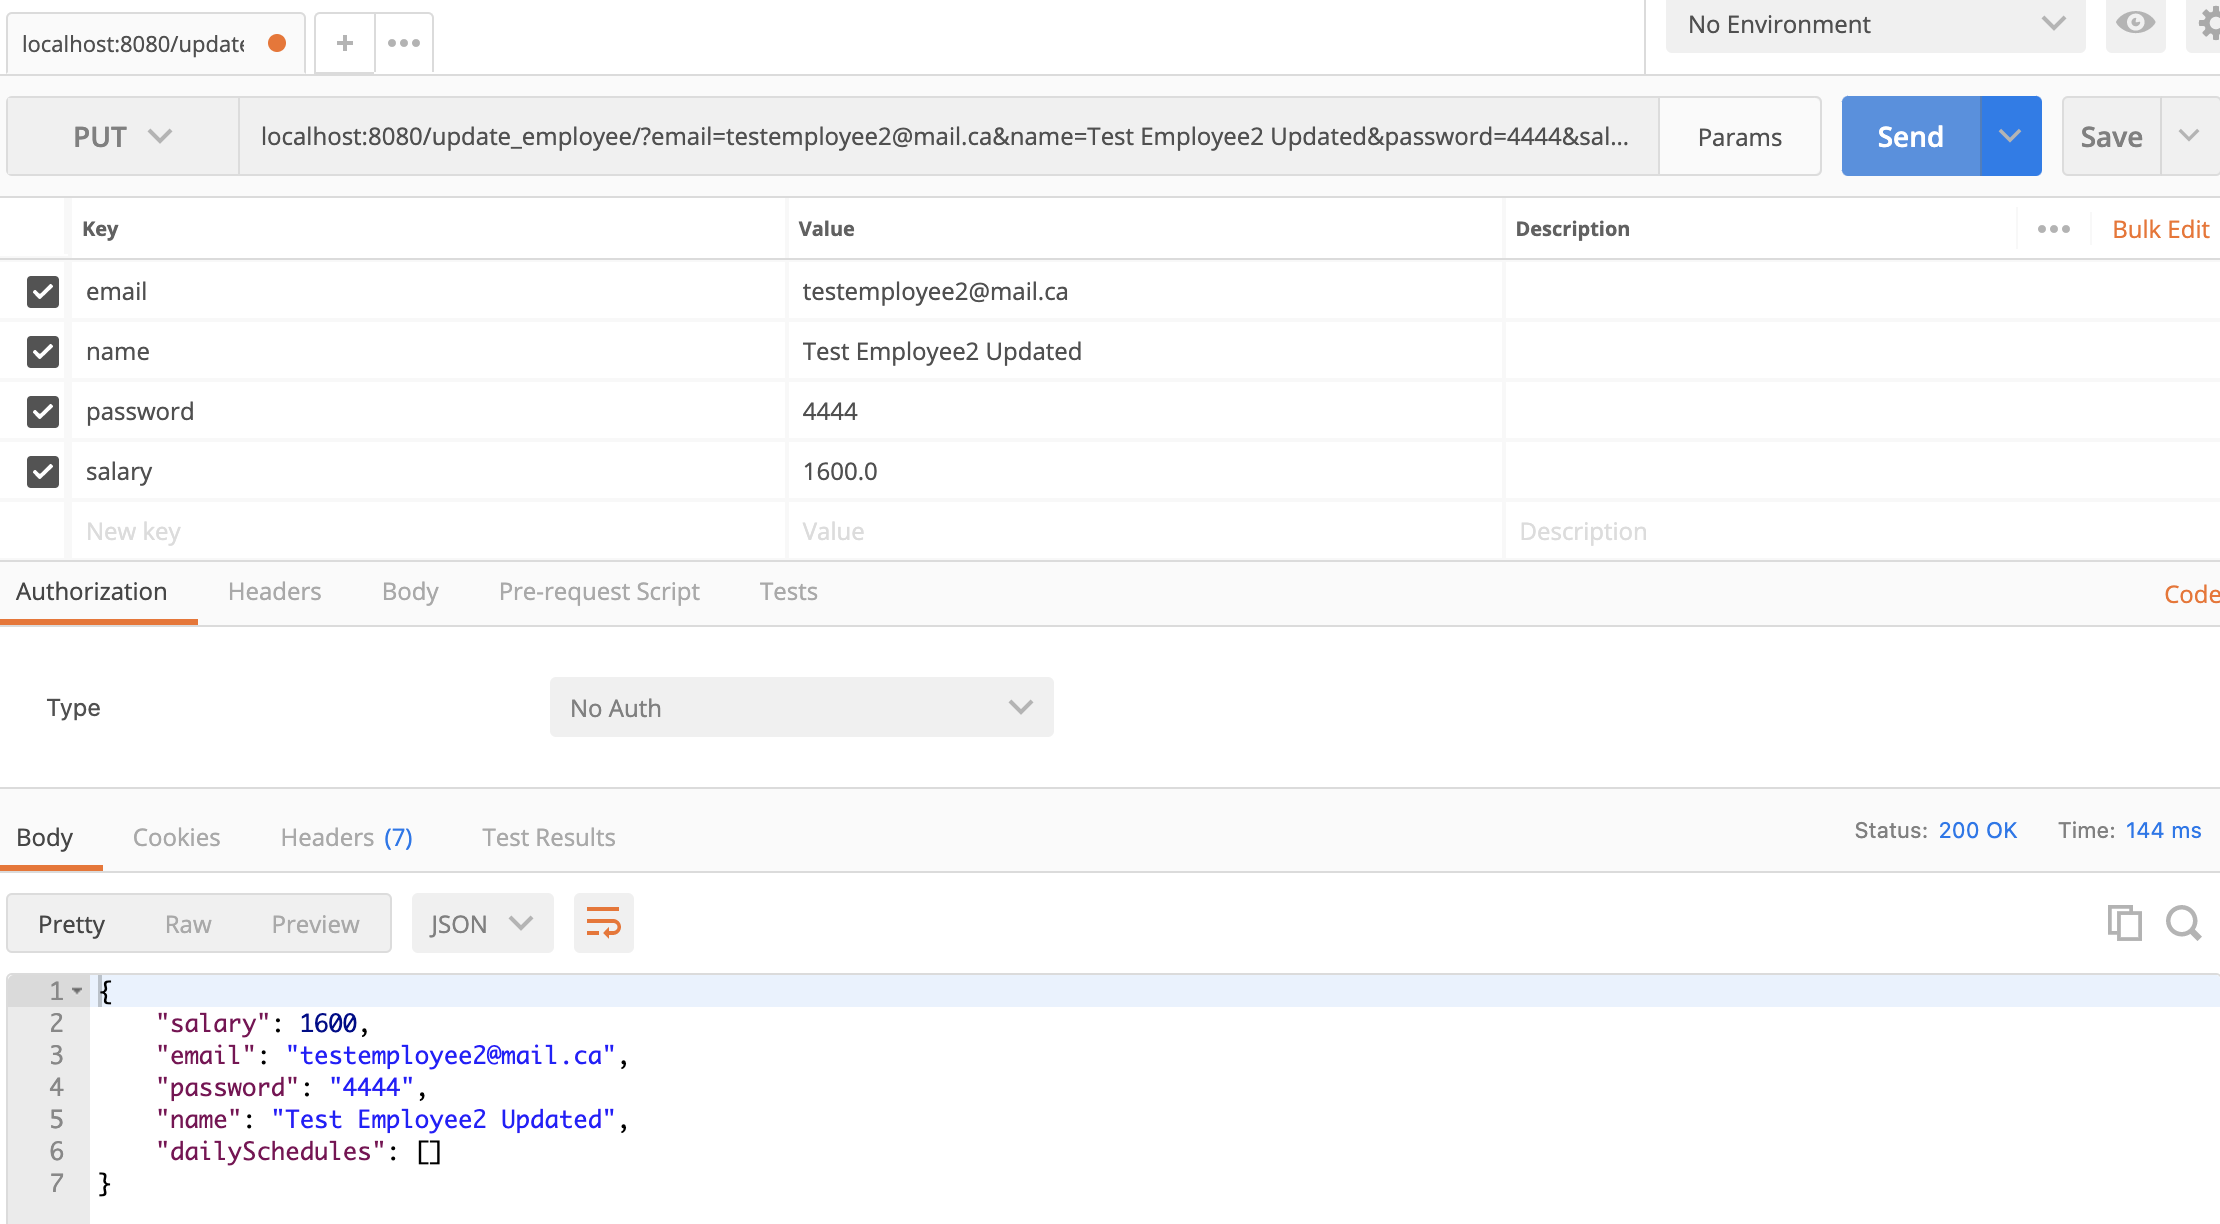 localhost:8080/update
No Environment
PUT
localhost:8080/update_employee/?email=testemployee2@mail.ca&name=Test Employee2 Updated&password=4444&sal...
Params
Send
Save
Key Value Description Bulk Edit
email testemployee2@mail.ca
name Test Employee2 Updated
password 4444
salary 1600.0
New key Value Description
Authorization Headers Body Pre-request Script Tests Code
Type No Auth
Body Cookies Headers (7) Test Results Status: 200 OK Time: 144 ms
Pretty Raw Preview JSON
1 {
2 "salary": 1600,
3 "email": "testemployee2@mail.ca",
4 "password": "4444",
5 "name": "Test Employee2 Updated",
6 "dailySchedules": []
7 }